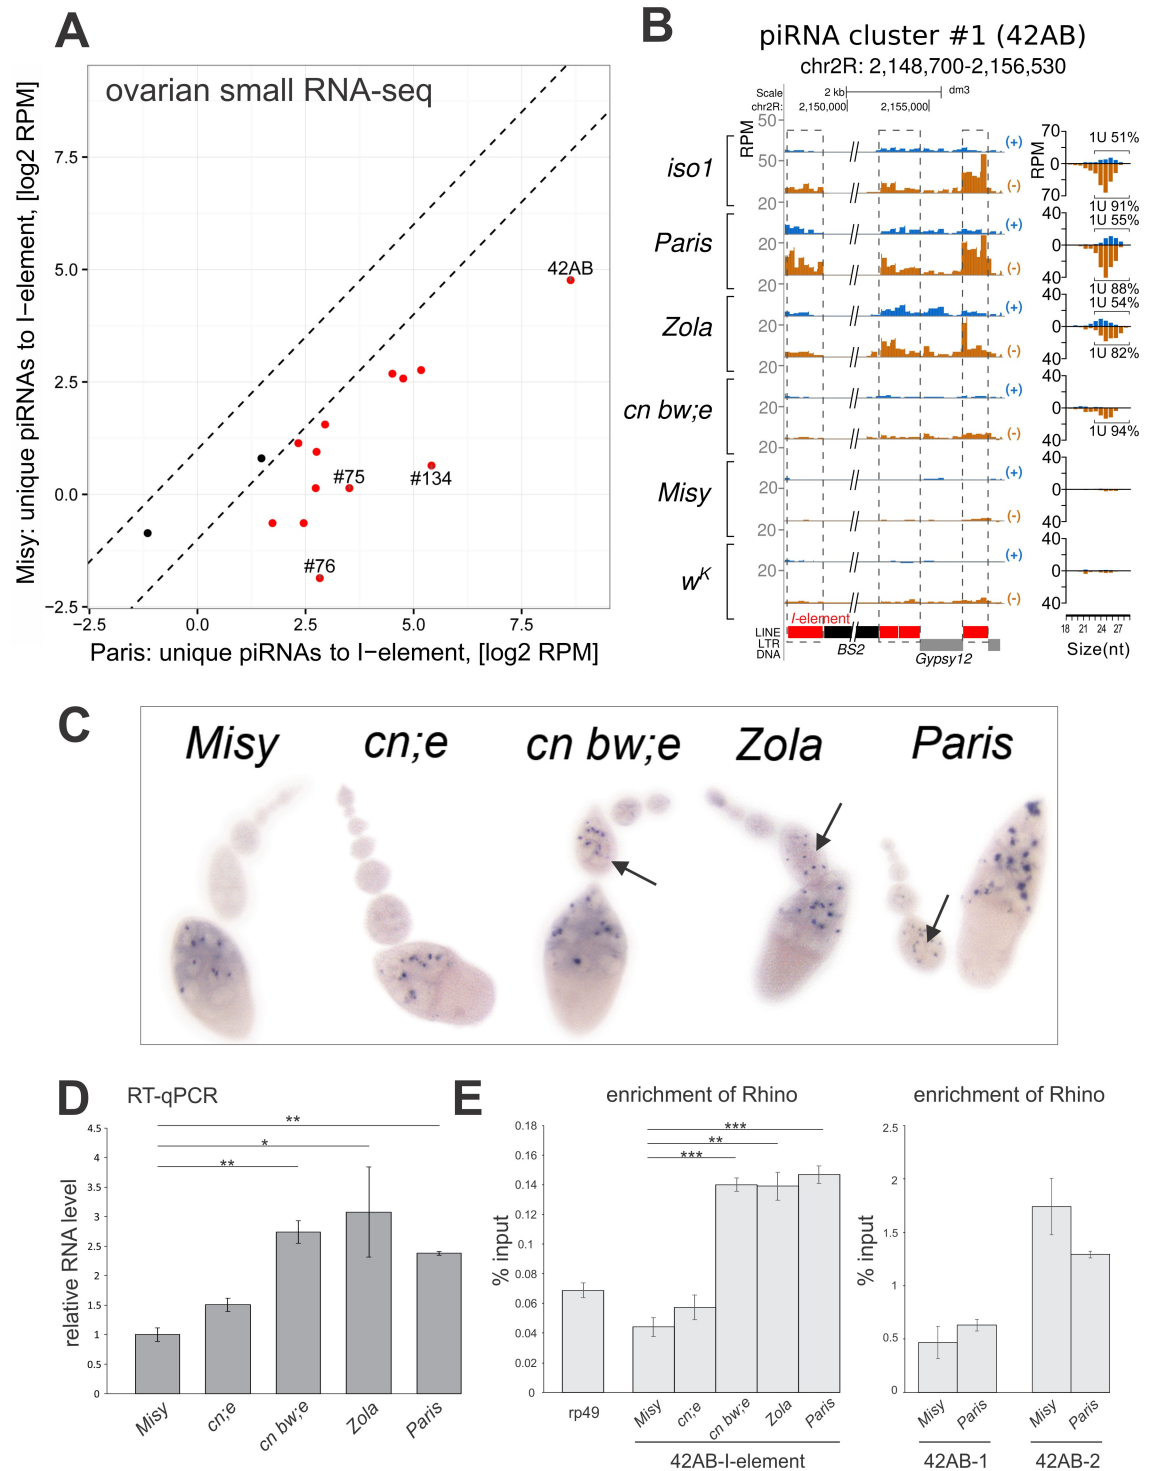 A
ovarian small RNA-seq
Misy: unique piRNAs to I−element, [log2 RPM]
7.5
5.0
2.5
0.0
−2.5
42AB
#75
#134
#76
−2.5
0.0
2.5
5.0
7.5
Paris: unique piRNAs to I−element, [log2 RPM]
B
piRNA cluster #1 (42AB)
chr2R: 2,148,700-2,156,530
Scale
2 kb
dm3
chr2R:
2,150,000
2,155,000
RPM
50
50
20
iso1
(+)
(-)
RPM
70
0
70
1U 51%
1U 91%
Paris
20
20
(+)
(-)
40
0
40
1U 55%
1U 88%
Zola
20
20
(+)
(-)
40
0
40
1U 54%
1U 82%
cn bw;e
20
20
(+)
(-)
40
0
40
1U 94%
Misy
20
20
(+)
(-)
40
0
40
wK
20
(+)
(-)
40
0
40
I-element
LINE
LTR
DNA
BS2
Gypsy12
18 21 24 27
Size(nt)
C
Misy
cn;e
cn bw;e
Zola
Paris
D
RT-qPCR
relative RNA level
4.5
4
3.5
3
2.5
2
1.5
1
0.5
0
**
*
**
Misy
cn;e
cn bw;e
Zola
Paris
E
enrichment of Rhino
% input
0.18
0.16
0.14
0.12
0.1
0.08
0.06
0.04
0.02
0
***
**
***
rp49
Misy
cn;e
cn bw;e
Zola
Paris
42AB-I-element
enrichment of Rhino
% input
2.5
2
1.5
1
0.5
0
Misy
Paris
Misy
Paris
42AB-1
42AB-2